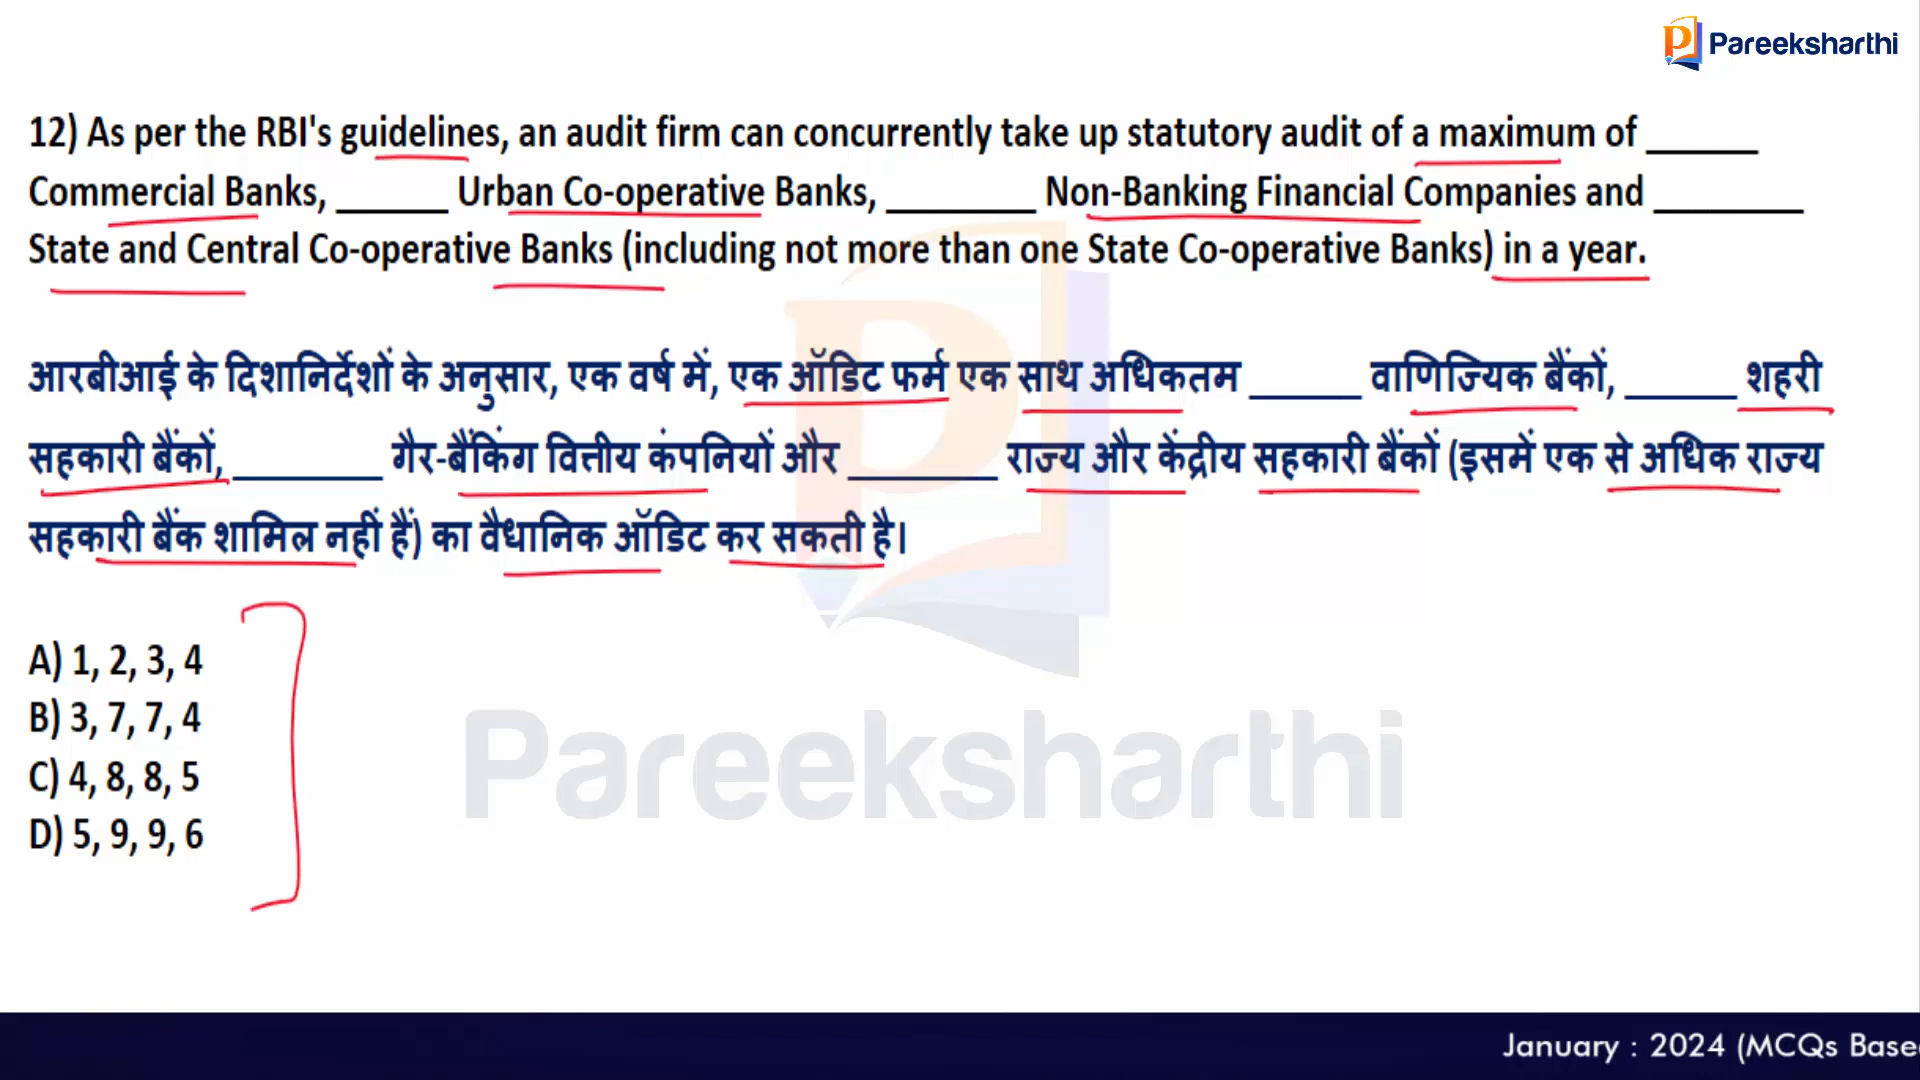 Pareeksharthi
12) As per the RBI's guidelines, an audit firm can concurrently take up statutory audit of a maximum of ______
Commercial Banks, ______ Urban Co-operative Banks, ________ Non-Banking Financial Companies and ________
State and Central Co-operative Banks (including not more than one State Co-operative Banks) in a year.
आरबीआई के दिशानिर्देशों के अनुसार, एक वर्ष में, एक ऑडिट फर्म एक साथ अधिकतम ______ वाणिज्यिक बैंकों, ______ शहरी
सहकारी बैंकों, ________ गैर-बैंकिंग वित्तीय कंपनियों और ________ राज्य और केंद्रीय सहकारी बैंकों (इसमें एक से अधिक राज्य
सहकारी बैंक शामिल नहीं हैं) का वैधानिक ऑडिट कर सकती है।
A) 1, 2, 3, 4
B) 3, 7, 7, 4
C) 4, 8, 8, 5
D) 5, 9, 9, 6
Pareeksharthi
January : 2024 (MCQs Base